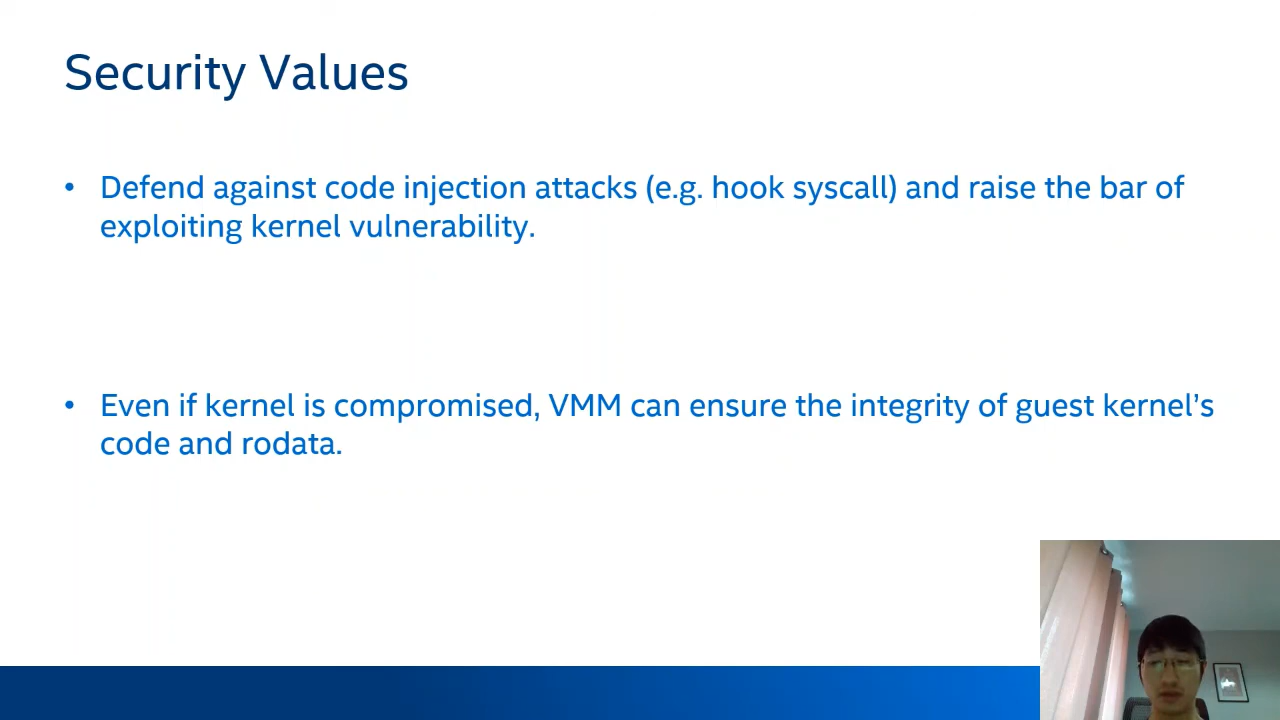 Security Values
• Defend against code injection attacks (e.g. hook syscall) and raise the bar of
exploiting kernel vulnerability.
• Even if kernel is compromised, VMM can ensure the integrity of guest kernel’s
code and rodata.